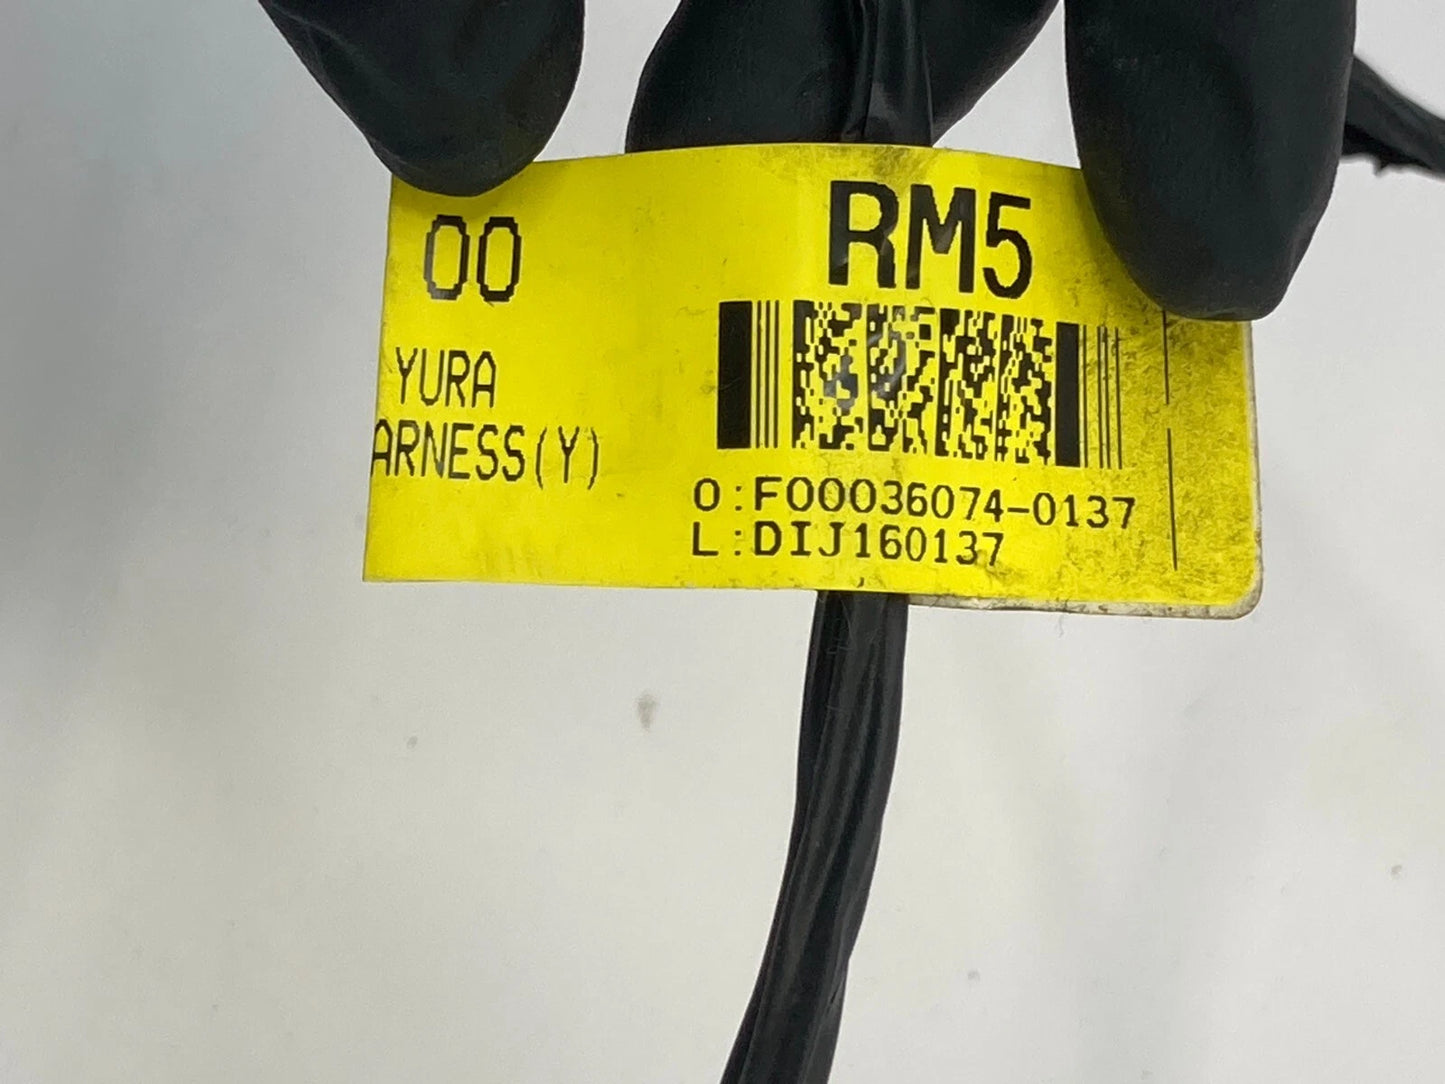 00
RM5
YURA
ARNESS(Y)
O:F00036074-0137
L:DIJ160137